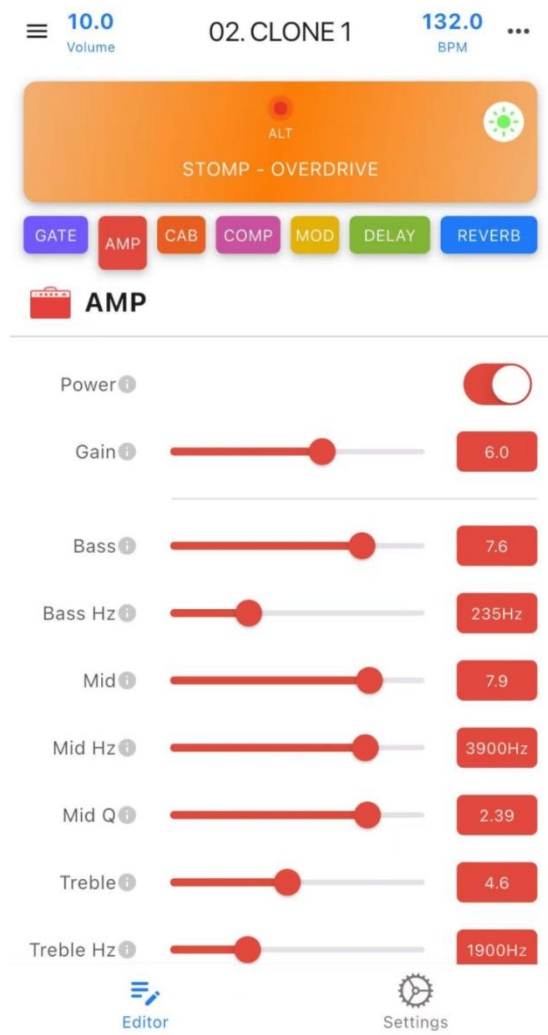 10.0
Volume
02. CLONE 1
132.0
BPM
ALT
STOMP - OVERDRIVE
GATE
AMP
CAB
COMP
MOD
DELAY
REVERB
AMP
Power
Gain
6.0
Bass
7.6
Bass Hz
235Hz
Mid
7.9
Mid Hz
3900Hz
Mid Q
2.39
Treble
4.6
Treble Hz
1900Hz
Editor
Settings